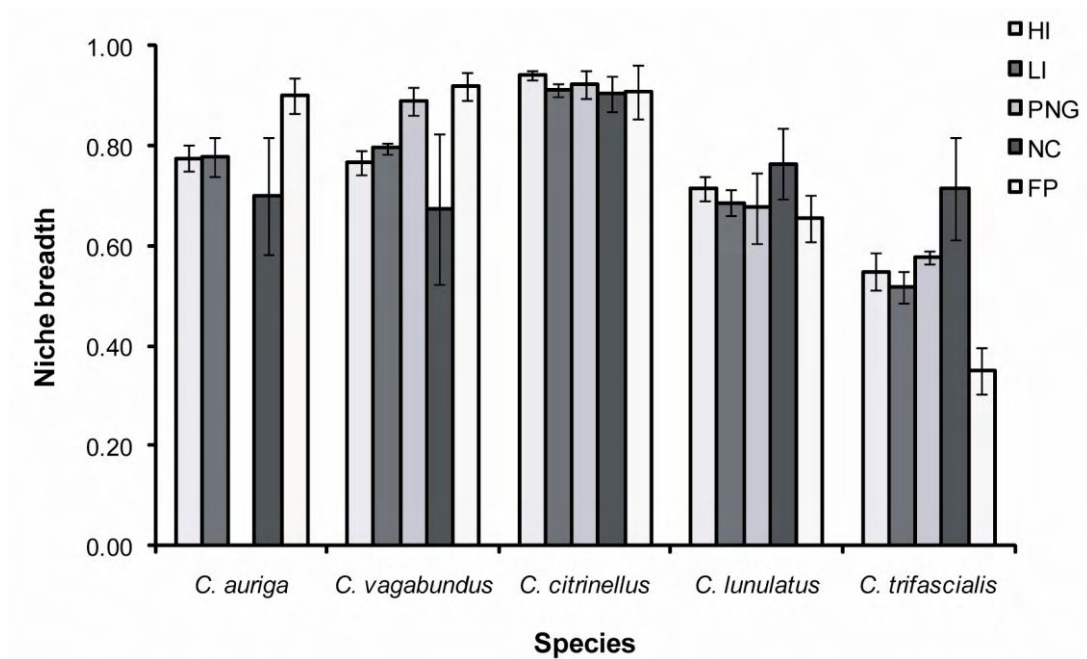 HI
LI
PNG
NC
FP
1.00
0.80
0.60
0.40
0.20
0.00
Niche breadth
C. auriga C. vagabundus C. citrinellus C. lunulatus C. trifascialis
Species